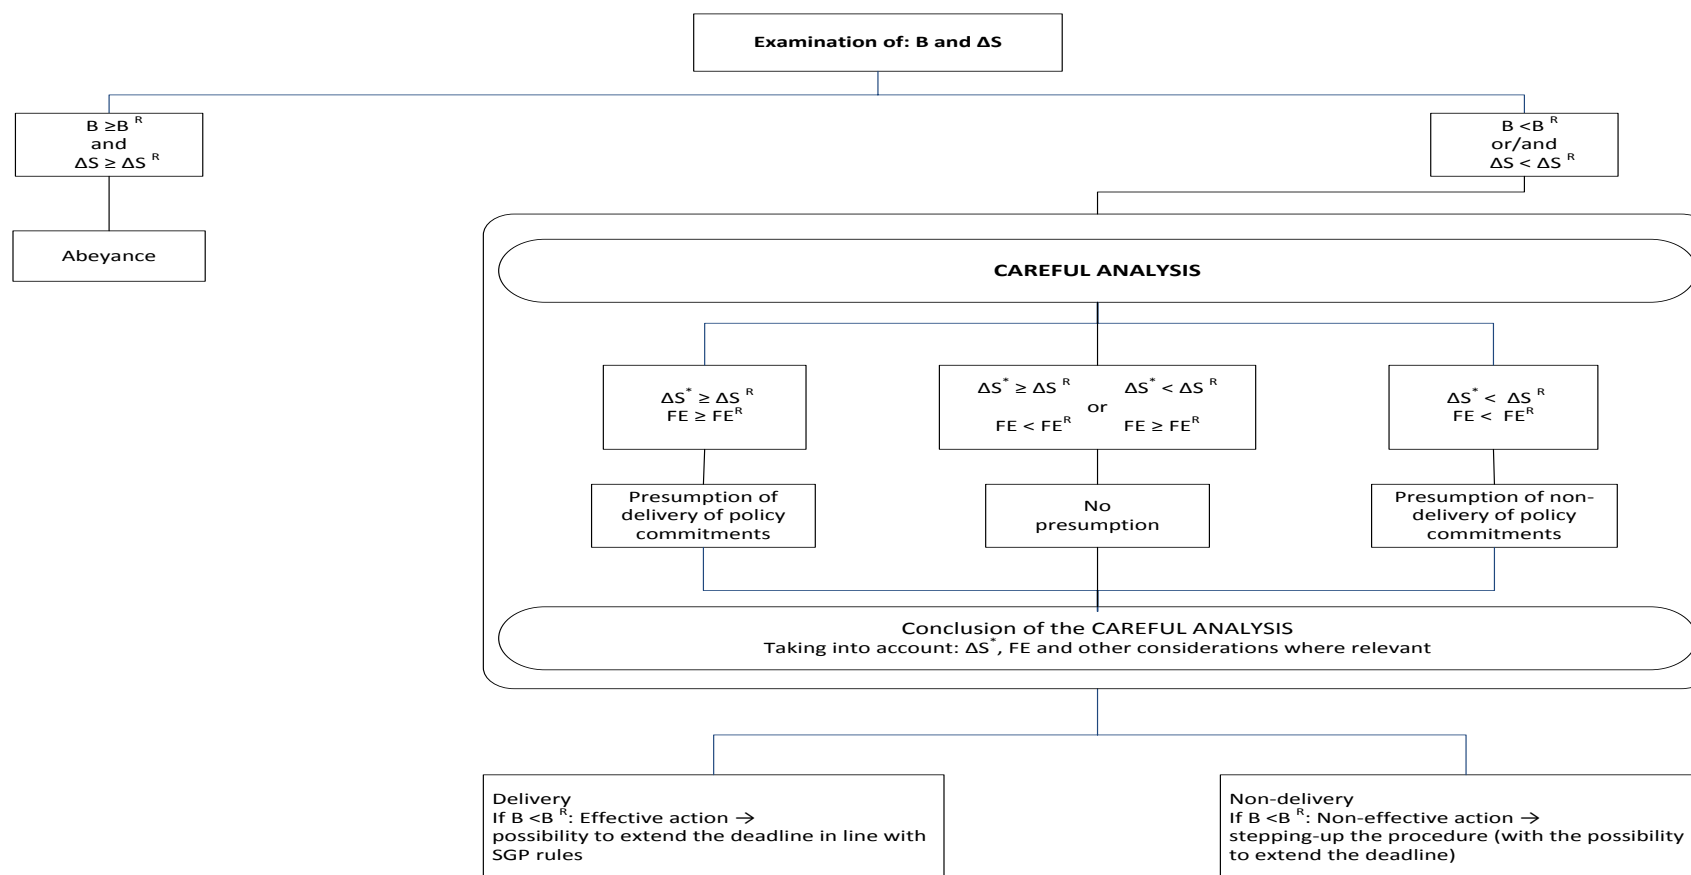 Examination of: B and ΔS
B ≥B R
and
ΔS ≥ ΔS R
B <B R
or/and
ΔS < ΔS R
Abeyance
CAREFUL ANALYSIS
ΔS* ≥ ΔS R
FE ≥ FER
ΔS* ≥ ΔS R ΔS* < ΔS R
or
FE < FER FE ≥ FER
ΔS* < ΔS R
FE < FER
Presumption of
delivery of policy
commitments
No
presumption
Presumption of non-
delivery of policy
commitments
Conclusion of the CAREFUL ANALYSIS
Taking into account: ΔS*, FE and other considerations where relevant
Delivery
If B <B R: Effective action →
possibility to extend the deadline in line with
SGP rules
Non-delivery
If B <B R: Non-effective action →
stepping-up the procedure (with the possibility
to extend the deadline)